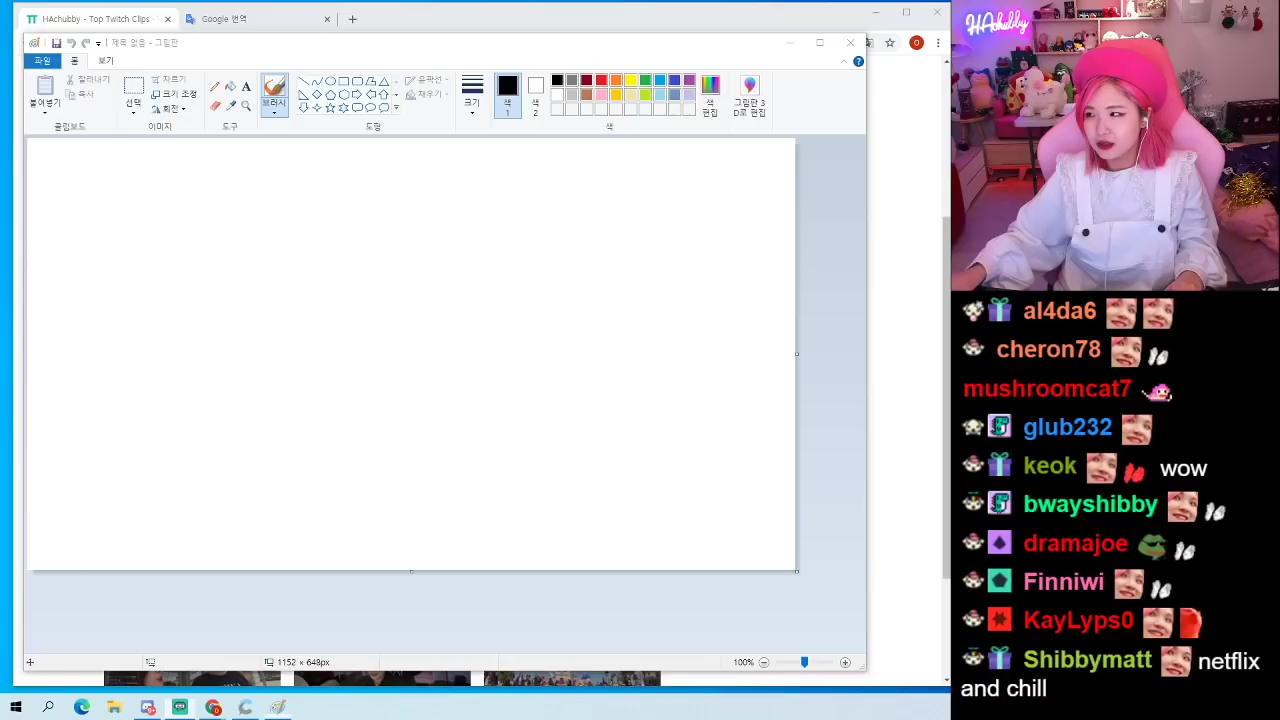 HAchubby - Top Twitch Clips
Google 번역
제목 없음 - 그림판
파일
홈
보기
붙여넣기
잘라내기
복사
클립보드
선택
자르기
크기 조정
회전
이미지
도구
브러시
윤곽선
채우기
도형
크기
색
1
색
2
색
편집
그림판 3
D로 편집
색
1152 × 648px
100%
HAchubby
al4da6
cheron78
mushroomcat7
glub232
keok wow
bwayshibby
dramajoe
Finniwi
KayLyps0
Shibbymatt netflix
and chill